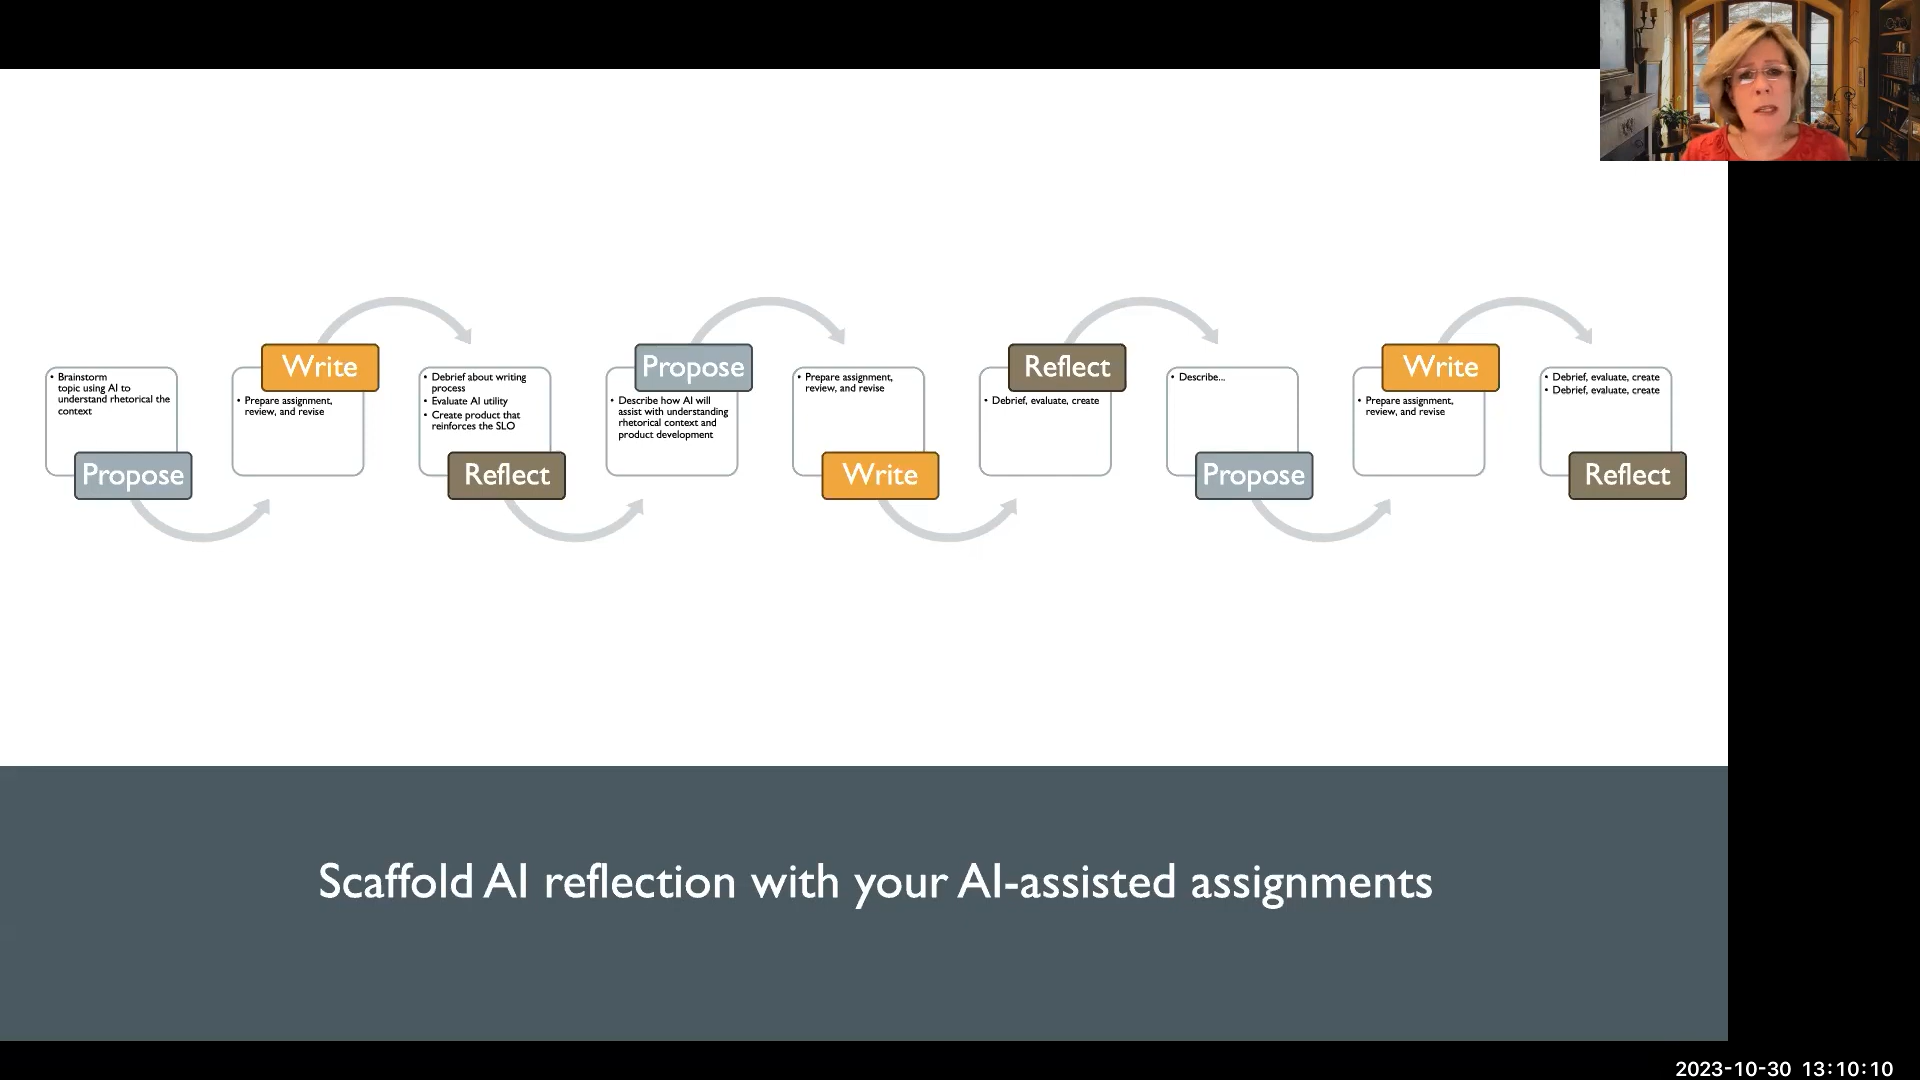 • Brainstorm
topic using AI to
understand rhetorical the
context
Propose
Write
• Prepare assignment,
review, and revise
• Debrief about writing
process
• Evaluate AI utility
• Create product that
reinforces the SLO
Reflect
Propose
• Describe how AI will
assist with understanding
rhetorical context and
product development
• Prepare assignment,
review, and revise
Write
Reflect
• Debrief, evaluate, create
• Describe...
Propose
Write
• Prepare assignment,
review, and revise
• Debrief, evaluate, create
• Debrief, evaluate, create
Reflect
Scaffold AI reflection with your AI-assisted assignments
2023-10-30 13:10:10